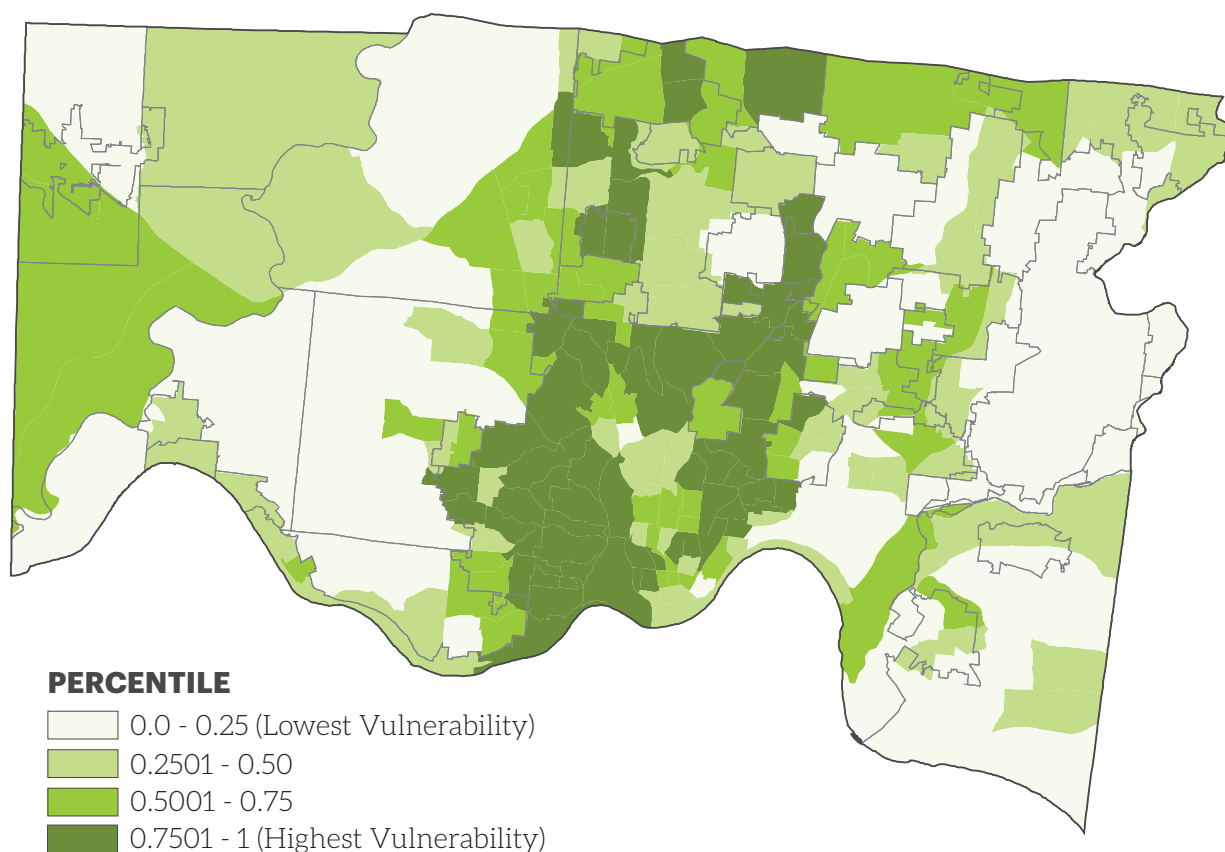 PERCENTILE
0.0 - 0.25 (Lowest Vulnerability)
0.2501 - 0.50
0.5001 - 0.75
0.7501 - 1 (Highest Vulnerability)